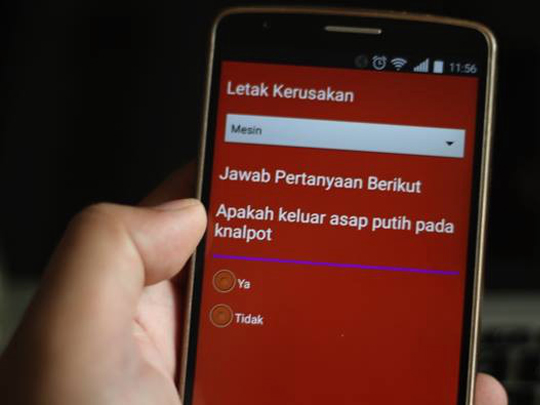 11:56
Letak Kerusakan
Mesin
Jawab Pertanyaan Berikut
Apakah keluar asap putih pada
knalpot
Ya
Tidak